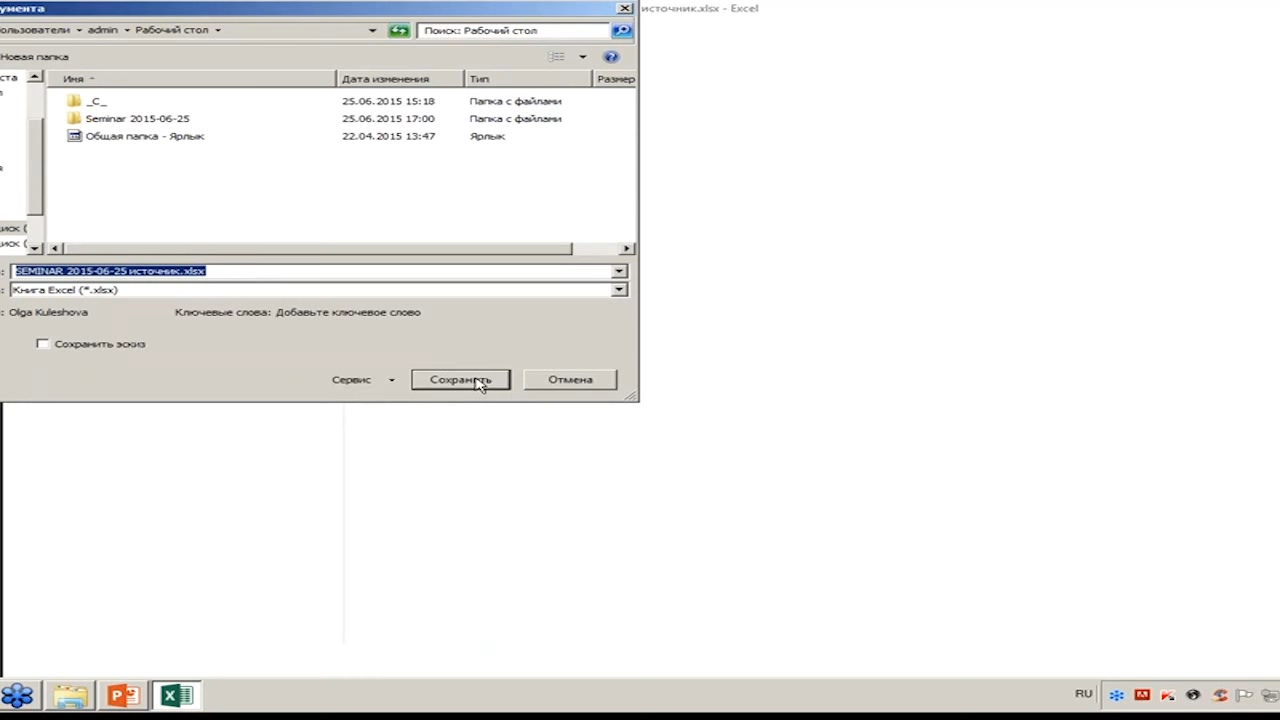 умента
источник.xlsx - Excel
ользователи
admin
Рабочий стол
Поиск: Рабочий стол
Новая папка
ста
Имя
Дата изменения
Тип
Размер
_C_
25.06.2015 15:18
Папка с файлами
Seminar 2015-06-25
25.06.2015 17:00
Папка с файлами
Общая папка - Ярлык
22.04.2015 13:47
Ярлык
иск (
иск (
SEMINAR 2015-06-25 источник.xlsx
Книга Excel (*.xlsx)
: Olga Kuleshova
Ключевые слова: Добавьте ключевое слово
Сохранить эскиз
Сервис
Сохранить
Отмена
RU